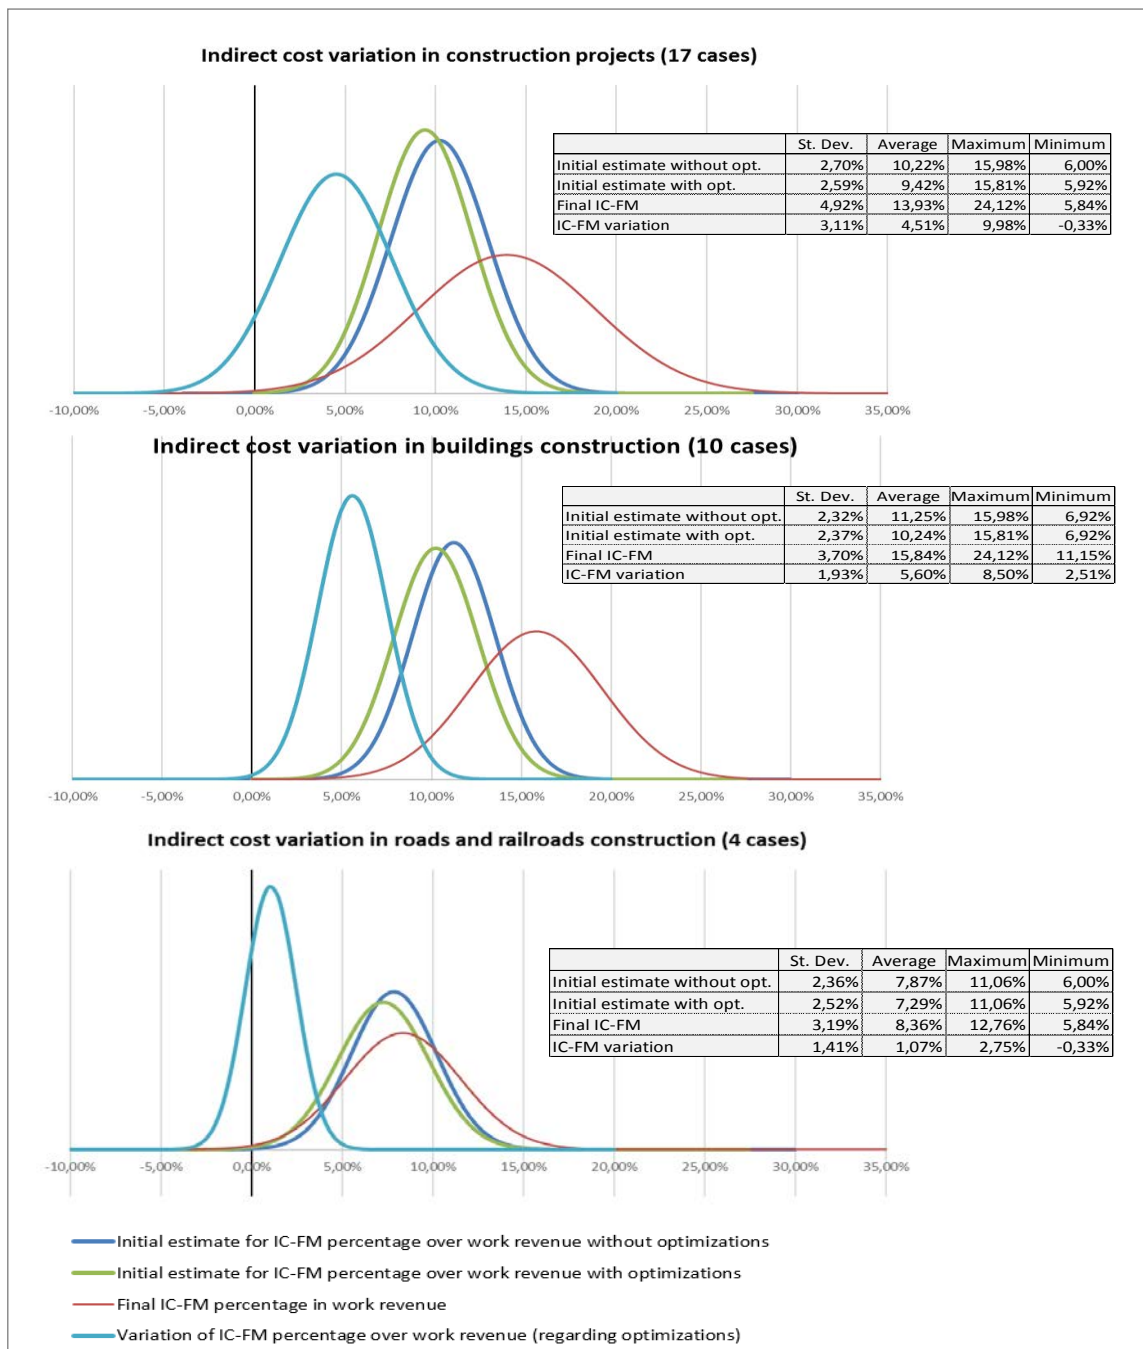 Indirect cost variation in construction projects (17 cases)
St. Dev. Average Maximum Minimum
Initial estimate without opt. 2,70% 10,22% 15,98% 6,00%
Initial estimate with opt. 2,59% 9,42% 15,81% 5,92%
Final IC-FM 4,92% 13,93% 24,12% 5,84%
IC-FM variation 3,11% 4,51% 9,98% -0,33%
-10,00% -5,00% 0,00% 5,00% 10,00% 15,00% 20,00% 25,00% 30,00% 35,00%
Indirect cost variation in buildings construction (10 cases)
St. Dev. Average Maximum Minimum
Initial estimate without opt. 2,32% 11,25% 15,98% 6,92%
Initial estimate with opt. 2,37% 10,24% 15,81% 6,92%
Final IC-FM 3,70% 15,84% 24,12% 11,15%
IC-FM variation 1,93% 5,60% 8,50% 2,51%
-10,00% -5,00% 0,00% 5,00% 10,00% 15,00% 20,00% 25,00% 30,00% 35,00%
Indirect cost variation in roads and railroads construction (4 cases)
St. Dev. Average Maximum Minimum
Initial estimate without opt. 2,36% 7,87% 11,06% 6,00%
Initial estimate with opt. 2,52% 7,29% 11,06% 5,92%
Final IC-FM 3,19% 8,36% 12,76% 5,84%
IC-FM variation 1,41% 1,07% 2,75% -0,33%
-10,00% -5,00% 0,00% 5,00% 10,00% 15,00% 20,00% 25,00% 30,00% 35,00%
Initial estimate for IC-FM percentage over work revenue without optimizations
Initial estimate for IC-FM percentage over work revenue with optimizations
Final IC-FM percentage in work revenue
Variation of IC-FM percentage over work revenue (regarding optimizations)